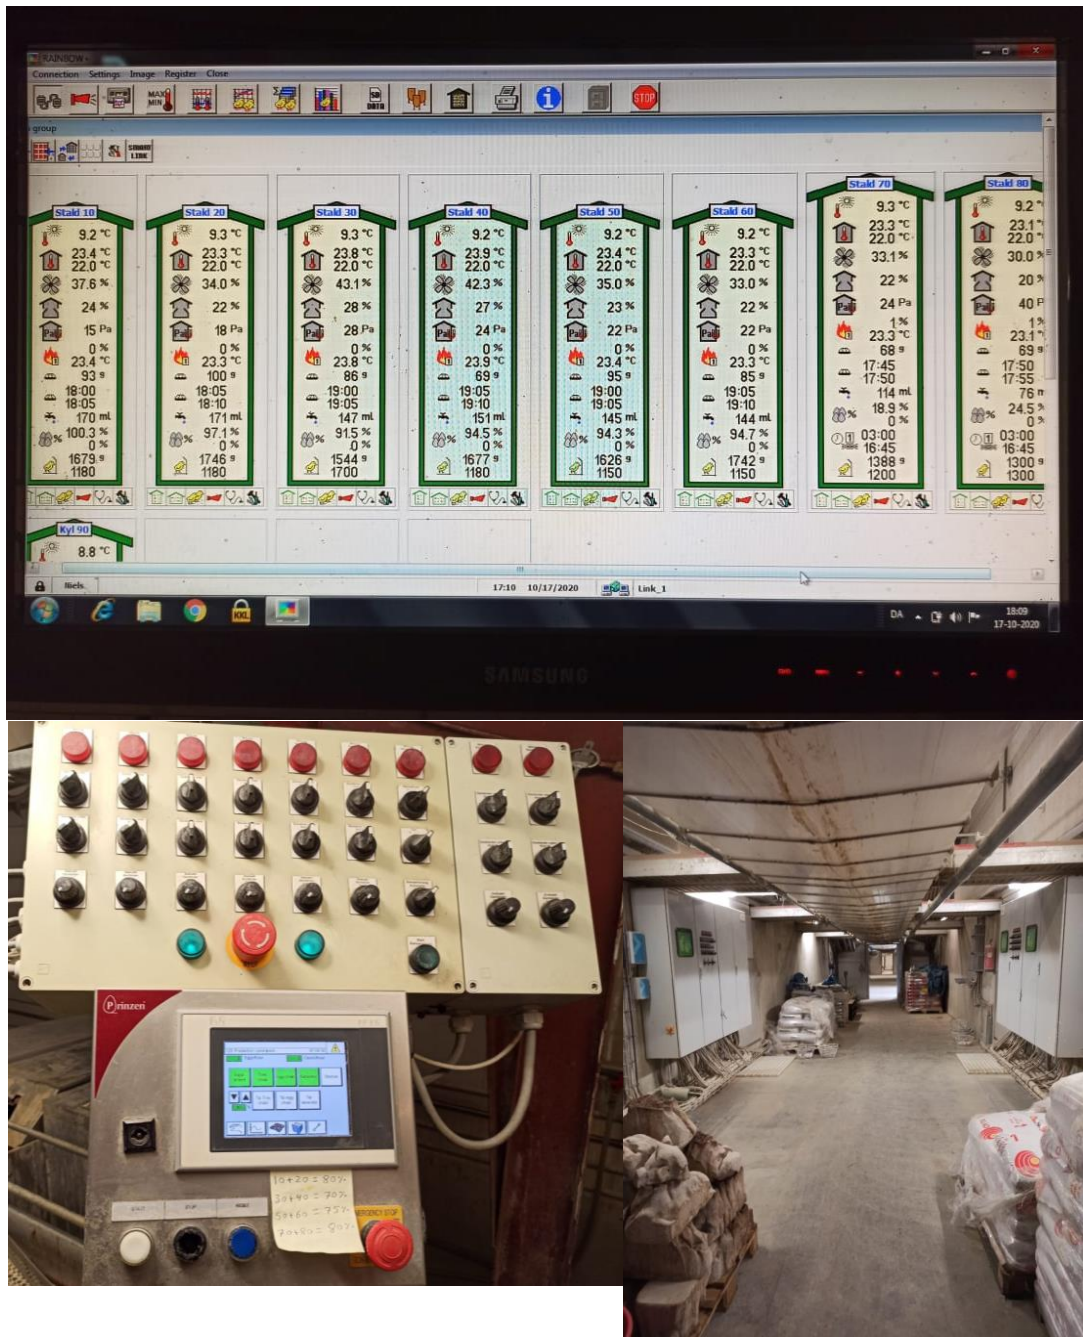 Connection Settings Image Register Close
MAX
MIN
SD
DATA
STOP
group
SMART
LINK
Stald 10
9.2 °C
23.4 °C
22.0 °C
37.6 %
24 %
15 Pa
0 %
23.4 °C
93 g
18:00
18:05
170 ml
100.3 %
0 %
1679 g
1180
Stald 20
9.3 °C
23.3 °C
22.0 °C
34.0 %
22 %
18 Pa
0 %
23.3 °C
100 g
18:05
18:10
171 ml
97.1 %
0 %
1746 g
1180
Stald 30
9.3 °C
23.8 °C
22.0 °C
43.1 %
28 %
28 Pa
0 %
23.8 °C
86 g
19:00
19:05
147 ml
91.5 %
0 %
1544 g
1700
Stald 40
9.2 °C
23.9 °C
22.0 °C
42.3 %
27 %
24 Pa
0 %
23.9 °C
69 g
19:05
19:10
151 ml
94.5 %
0 %
1677 g
1180
Stald 50
9.2 °C
23.4 °C
22.0 °C
35.0 %
23 %
22 Pa
0 %
23.4 °C
95 g
19:00
19:05
145 ml
94.3 %
0 %
1626 g
1150
Stald 60
9.2 °C
23.3 °C
22.0 °C
33.0 %
22 %
22 Pa
0 %
23.3 °C
85 g
19:05
19:10
144 ml
94.7 %
0 %
1742 g
1150
Stald 70
9.3 °C
23.3 °C
22.0 °C
33.1 %
22 %
24 Pa
1 %
23.3 °C
68 g
17:45
17:50
114 ml
18.9 %
0 %
03:00
16:45
1388 g
1200
Stald 80
9.2 °
23.1 °
22.0 °
30.0 %
20 %
40 P
1 %
23.1 °
69 g
17:50
17:55
76 m
24.5 %
0 %
03:00
16:45
1300 g
1300
Kyl 90
8.8 °C
Niels
17:10 10/17/2020 Link_1
KKL
DA
18:09
17-10-2020
SAMSUNG
Prinzen
10+20 = 80%
30+40 = 70%
50+60 = 75%
70+80 = 80%
START STOP RESET
EMERGENCY STOP